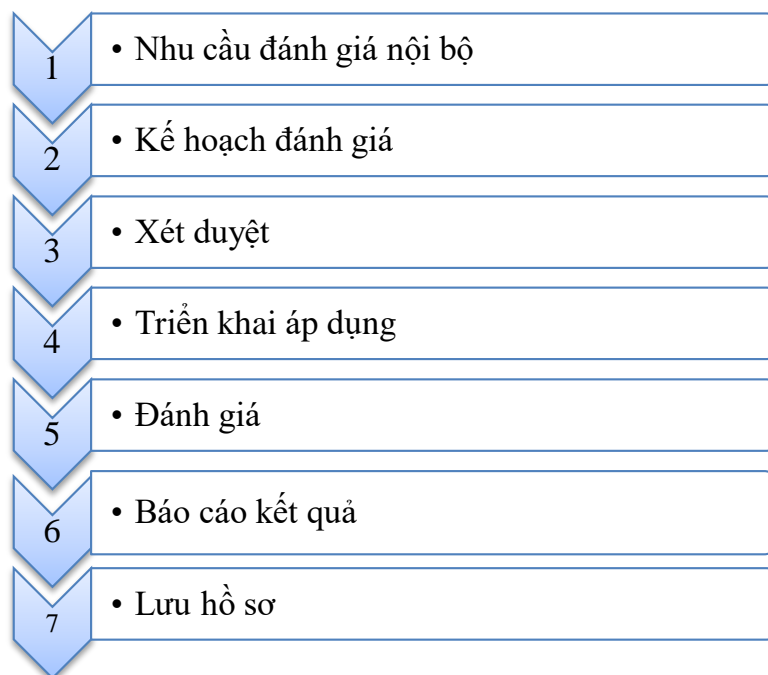 1 • Nhu cầu đánh giá nội bộ
2 • Kế hoạch đánh giá
3 • Xét duyệt
4 • Triển khai áp dụng
5 • Đánh giá
6 • Báo cáo kết quả
7 • Lưu hồ sơ